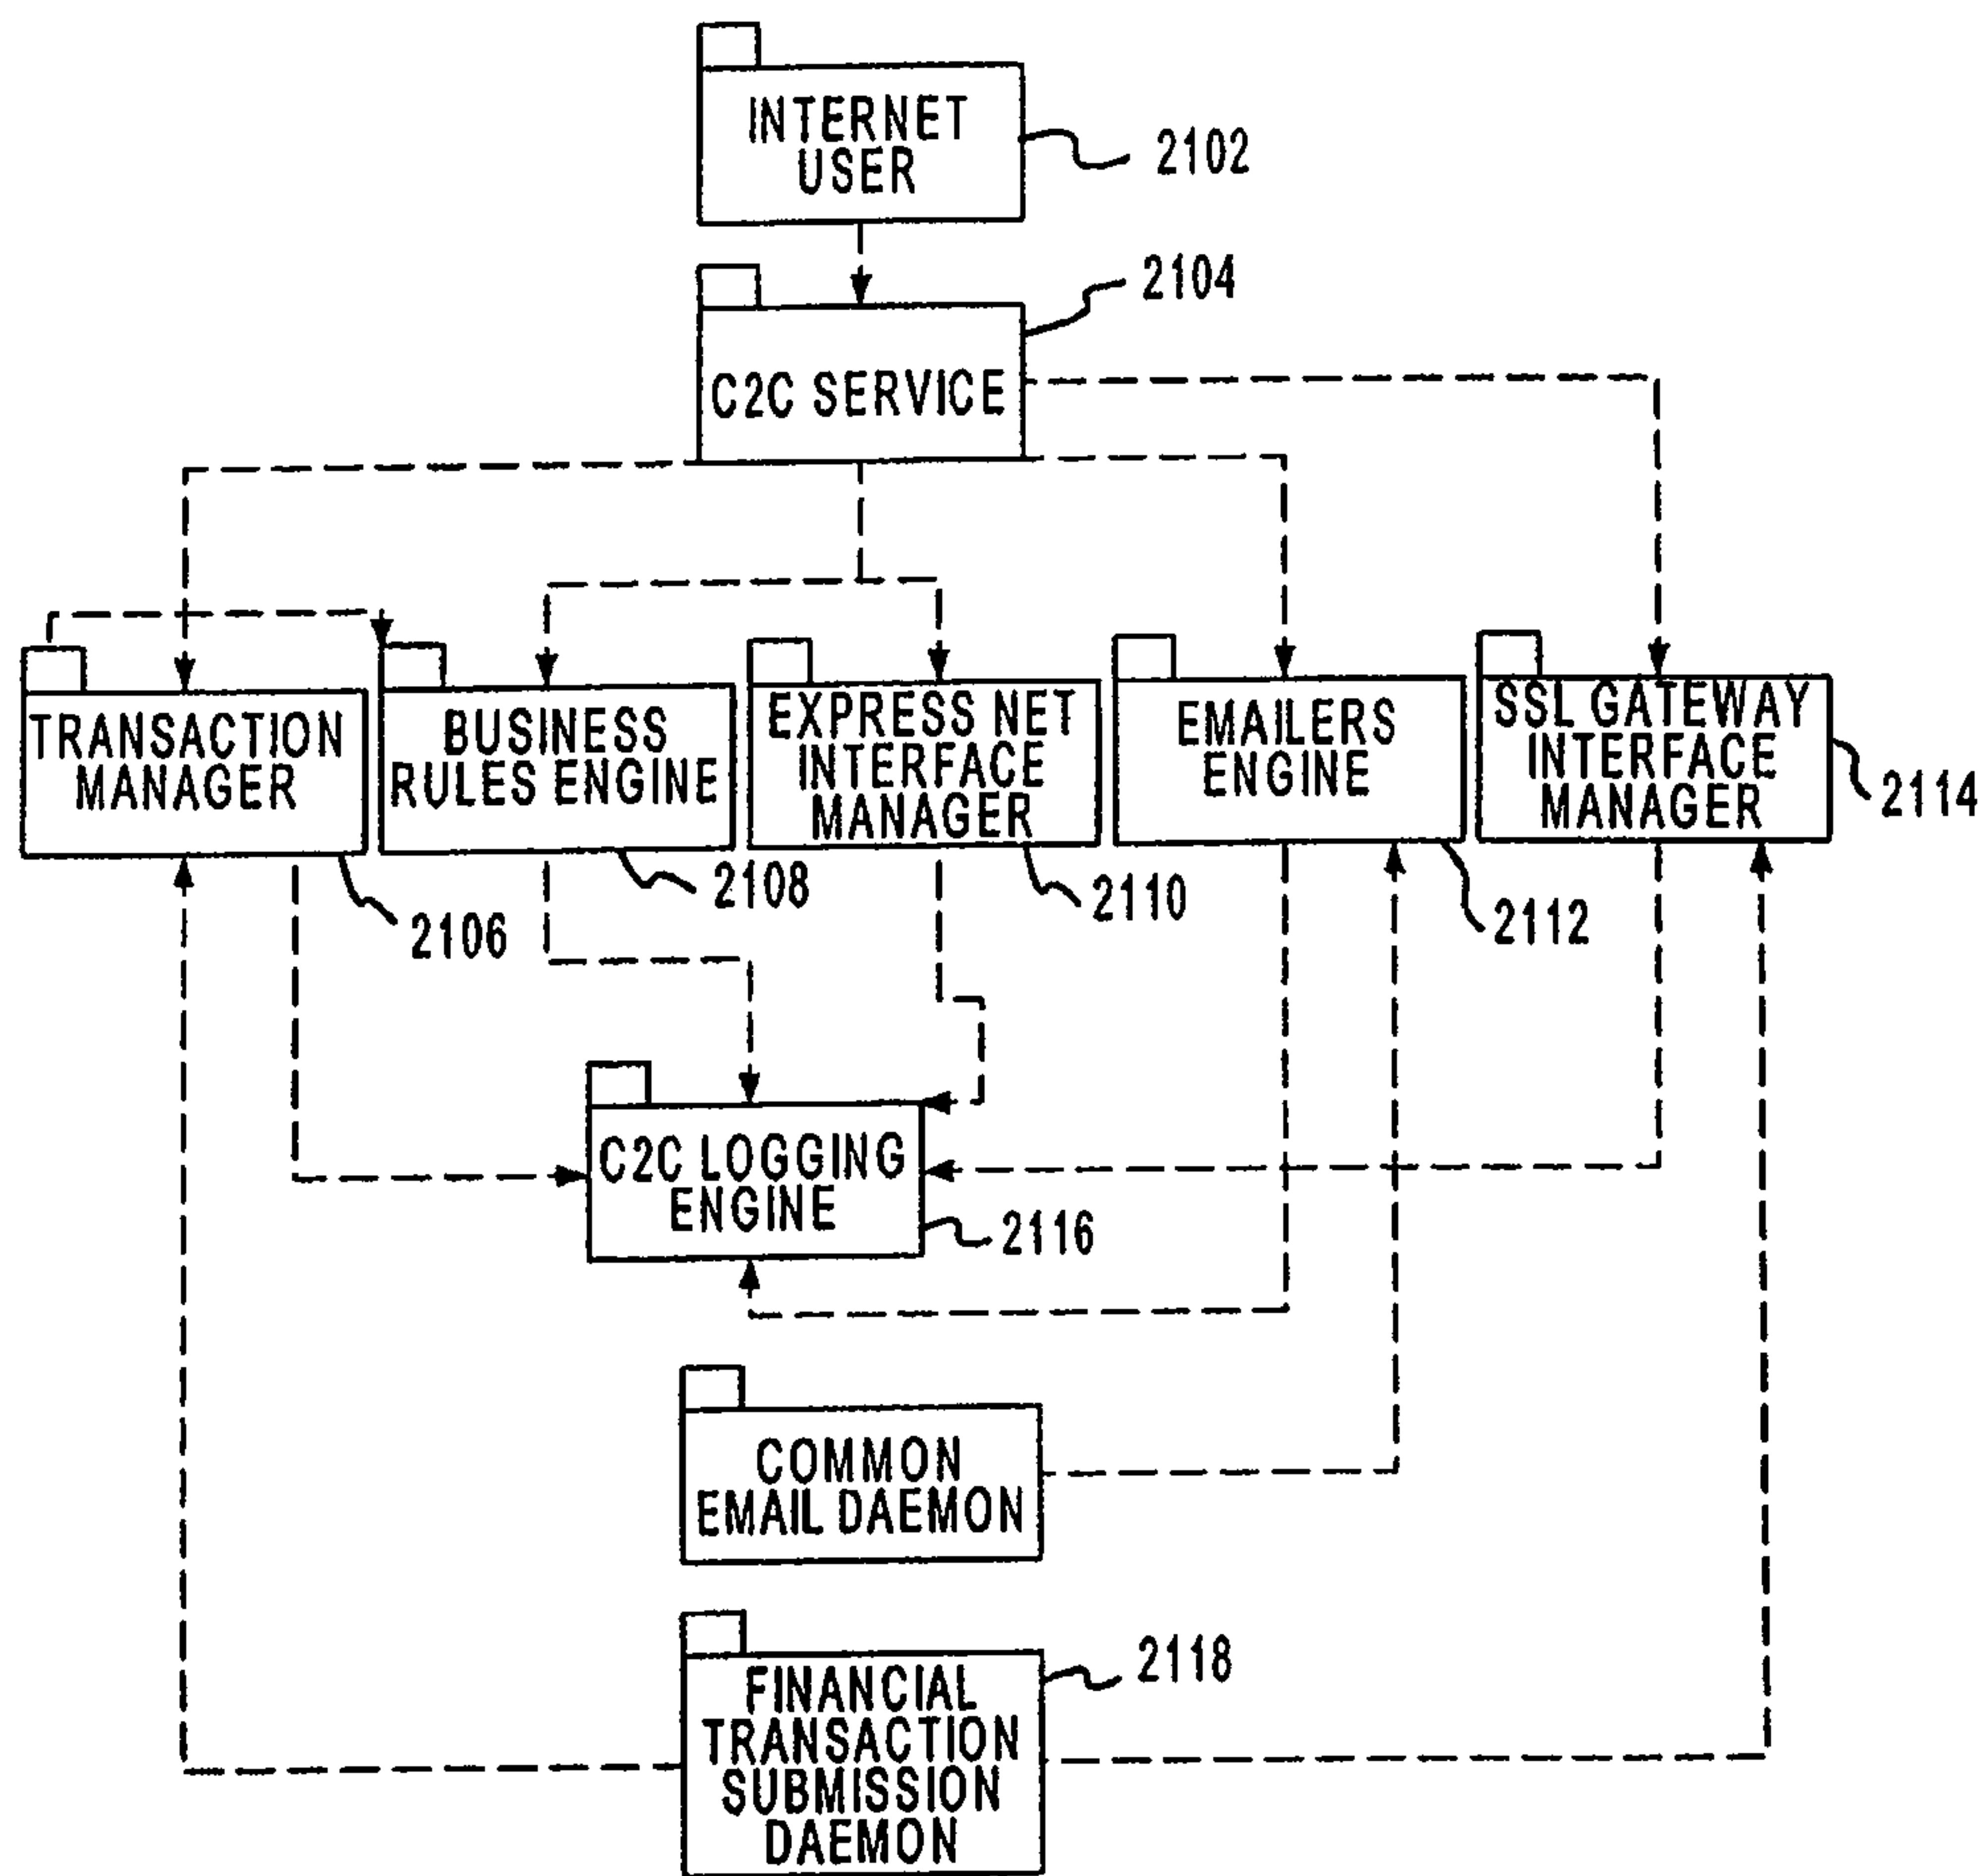 INTERNET
USER
2102
2104
C2C SERVICE
TRANSACTION
MANAGER
BUSINESS
RULES ENGINE
EXPRESS NET
INTERFACE
MANAGER
EMAILERS
ENGINE
SSL GATEWAY
INTERFACE
MANAGER
2114
2106
2108
2110
2112
C2C LOGGING
ENGINE
2116
COMMON
EMAIL DAEMON
2118
FINANCIAL
TRANSACTION
SUBMISSION
DAEMON